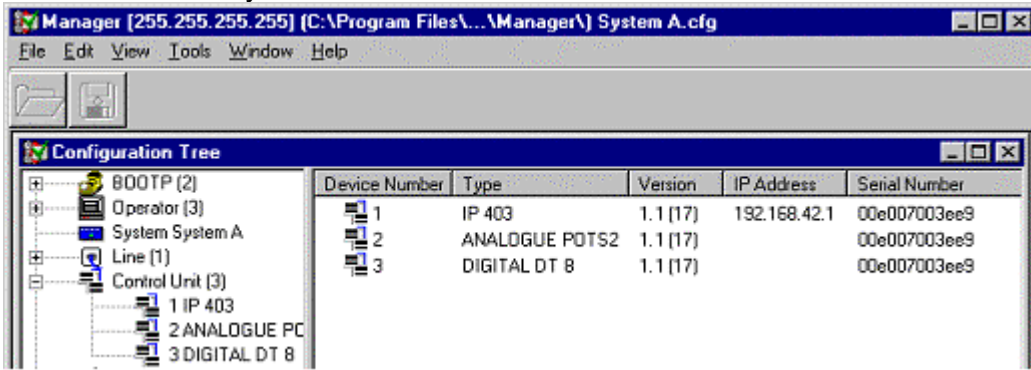 Manager [255.255.255.255] (C:\Program Files\...\Manager\) System A.cfg
File Edit View Tools Window Help
Configuration Tree
BOOTP (2)
Operator (3)
System System A
Line (1)
Control Unit (3)
1 IP 403
2 ANALOGUE PO
3 DIGITAL DT 8
Device Number Type Version IP Address Serial Number
1 IP 403 1.1 (17) 192.168.42.1 00e007003ee9
2 ANALOGUE POTS2 1.1 (17) 00e007003ee9
3 DIGITAL DT 8 1.1 (17) 00e007003ee9